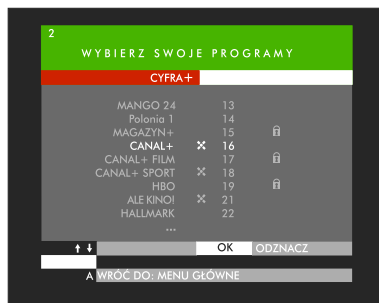 2
WYBIERZ SWOJE PROGRAMY
CYFRA+
MANGO 24 13
Polonia 1 14
MAGAZYN+ 15
CANAL+ 16
CANAL+ FILM 17
CANAL+ SPORT 18
HBO 19
ALE KINO! 21
HALLMARK 22
...
OK ODZNACZ
A WRÓĆ DO: MENU GŁÓWNE